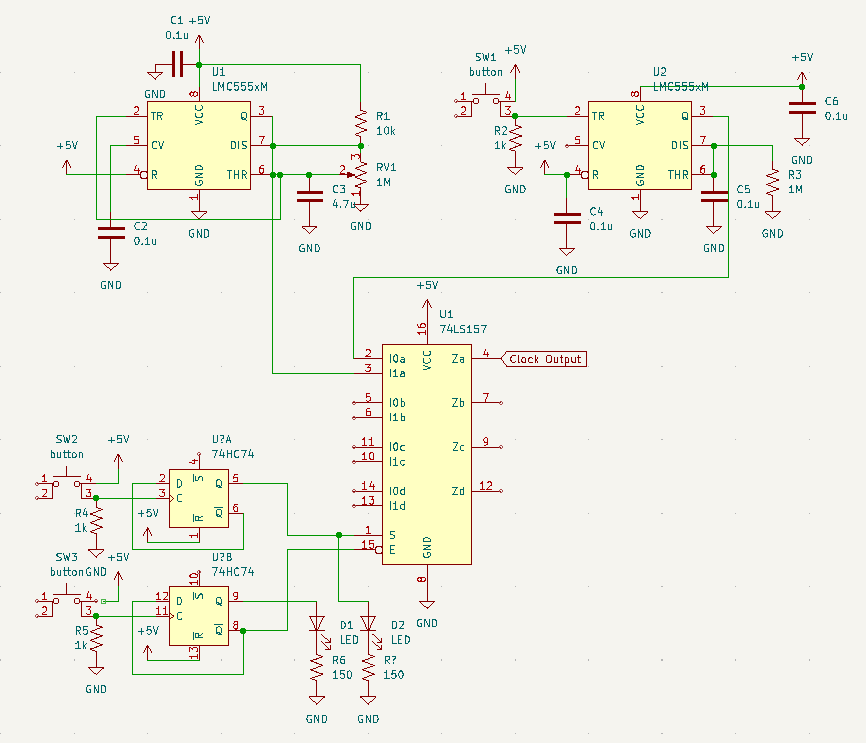 C1 +5V
0.1u
GND
U1
LMC555xM
8
VCC
2 TR
Q 3
5 CV
DIS 7
4 R
THR 6
GND
1
GND
+5V
R1
10k
3
RV1
2
1M
1
GND
C3
4.7u
GND
C2
0.1u
GND
SW1
button
+5V
1
4
2
3
R2
1k
GND
U2
LMC555xM
8
VCC
2 TR
Q 3
5 CV
DIS 7
4 R
THR 6
GND
1
GND
+5V
C4
0.1u
GND
+5V
C6
0.1u
GND
C5
0.1u
GND
R3
1M
GND
+5V
U1
74LS157
16
VCC
2 I0a
3 I1a
5 I0b
6 I1b
11 I0c
10 I1c
14 I0d
13 I1d
1 S
15 E
Za 4
Zb 7
Zc 9
Zd 12
GND
8
GND
Clock Output
SW2
button
+5V
1
4
2
3
R4
1k
GND
U?A
74HC74
4
S
2 D
Q 5
3 C
Q 6
R
1
+5V
SW3
button
+5V
1
4
2
3
R5
1k
GND
U?B
74HC74
10
S
12 D
Q 9
11 C
Q 8
R
13
+5V
D1
LED
R6
150
GND
D2
LED
R?
150
GND